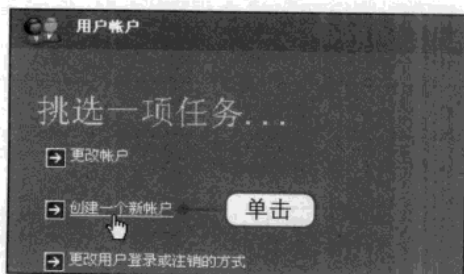 用户帐户
挑选一项任务...
更改帐户
创建一个新帐户
单击
更改用户登录或注销的方式